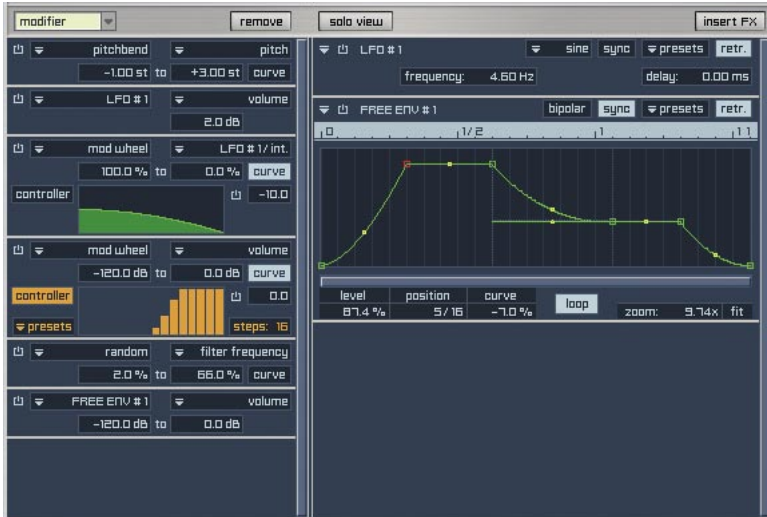 modifier remove solo view insert FX
pitchbend pitch
-1.00 st to +3.00 st curve
LFO #1 volume
2.0 dB
mod wheel LFO #1/ int.
100.0 % to 0.0 % curve
controller -10.0
mod wheel volume
-120.0 dB to 0.0 dB curve
controller 0.0
presets steps: 16
random filter frequency
2.0 % to 66.0 % curve
FREE ENV #1 volume
-120.0 dB to 0.0 dB
LFO #1 sine sync presets retr.
frequency: 4.60 Hz delay: 0.00 ms
FREE ENV #1 bipolar sync presets retr.
0 1/2 1 1 1
level position curve loop zoom: 9.74x fit
87.4 % 5/16 -7.0 %